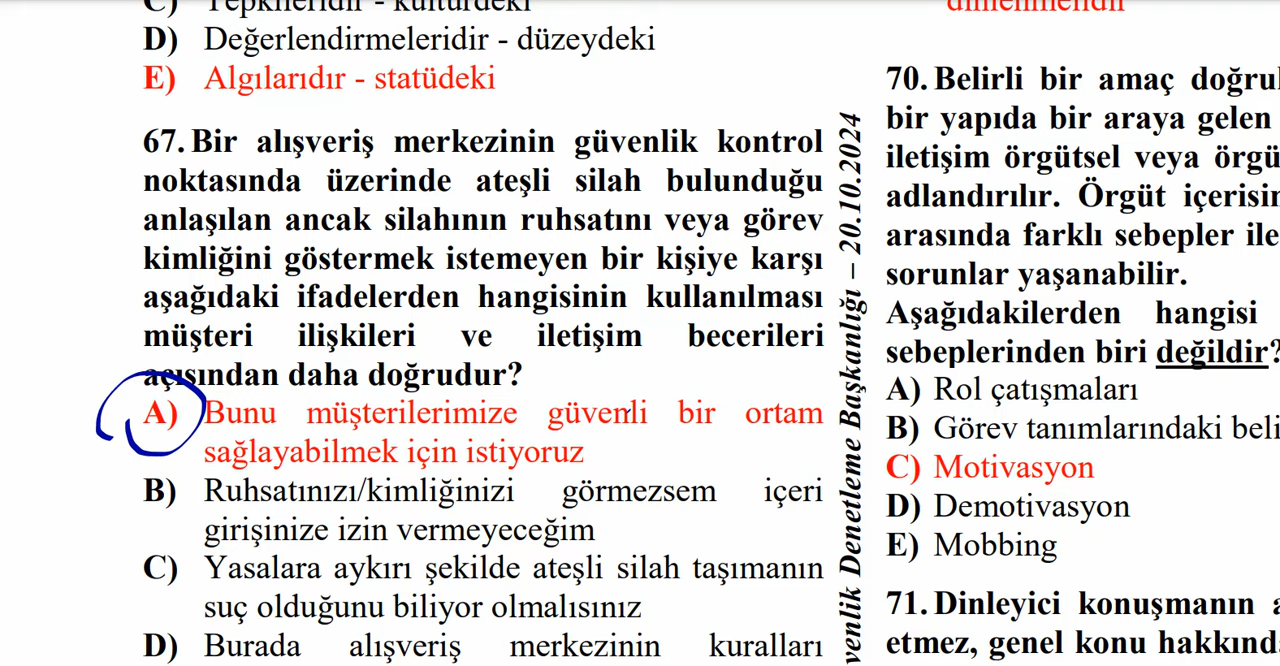 C) Tepkileridir - kültürdeki
D) Değerlendirmeleridir - düzeydeki
E) Algılarıdır - statüdeki
67. Bir alışveriş merkezinin güvenlik kontrol
noktasında üzerinde ateşli silah bulunduğu
anlaşılan ancak silahının ruhsatını veya görev
kimliğini göstermek istemeyen bir kişiye karşı
aşağıdaki ifadelerden hangisinin kullanılması
müşteri ilişkileri ve iletişim becerileri
açısından daha doğrudur?
A) Bunu müşterilerimize güvenli bir ortam
sağlayabilmek için istiyoruz
B) Ruhsatınızı/kimliğinizi görmezsem içeri
girişinize izin vermeyeceğim
C) Yasalara aykırı şekilde ateşli silah taşımanın
suç olduğunu biliyor olmalısınız
D) Burada alışveriş merkezinin kuralları
venlik Denetleme Başkanlığı – 20.10.2024
70. Belirli bir amaç doğrul
bir yapıda bir araya gelen
iletişim örgütsel veya örgü
adlandırılır. Örgüt içerisin
arasında farklı sebepler ile
sorunlar yaşanabilir.
Aşağıdakilerden hangisi
sebeplerinden biri değildir?
A) Rol çatışmaları
B) Görev tanımlarındaki beli
C) Motivasyon
D) Demotivasyon
E) Mobbing
71. Dinleyici konuşmanın a
etmez, genel konu hakkınd